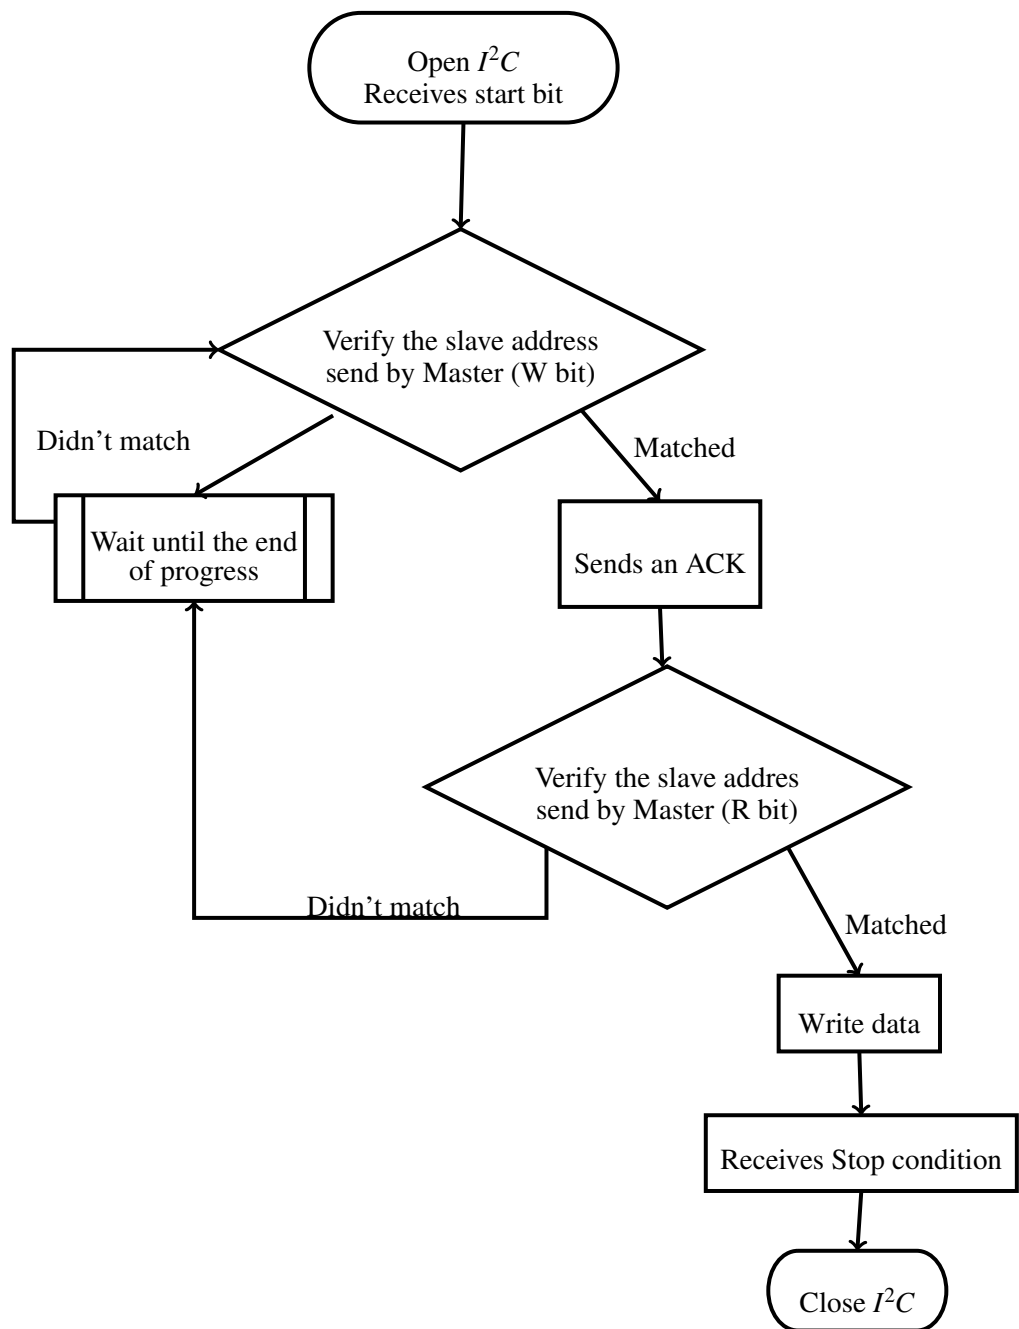 Open I²C
Receives start bit
Verify the slave address
send by Master (W bit)
Didn't match
Matched
Wait until the end
of progress
Sends an ACK
Verify the slave addres
send by Master (R bit)
Didn't match
Matched
Write data
Receives Stop condition
Close I²C